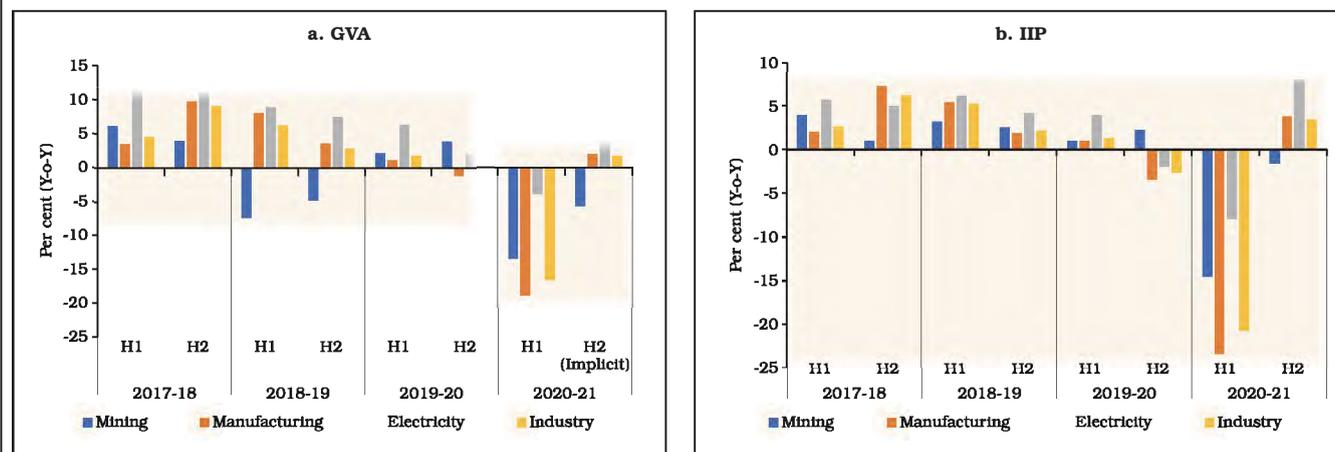 a. GVA
Per cent (Y-o-Y)
15
10
5
0
-5
-10
-15
-20
-25
H1 H2 H1 H2 H1 H2 H1 H2
(Implicit)
2017-18 2018-19 2019-20 2020-21
Mining Manufacturing Electricity Industry
b. IIP
Per cent (Y-o-Y)
10
5
0
-5
-10
-15
-20
-25
H1 H2 H1 H2 H1 H2 H1 H2
2017-18 2018-19 2019-20 2020-21
Mining Manufacturing Electricity Industry